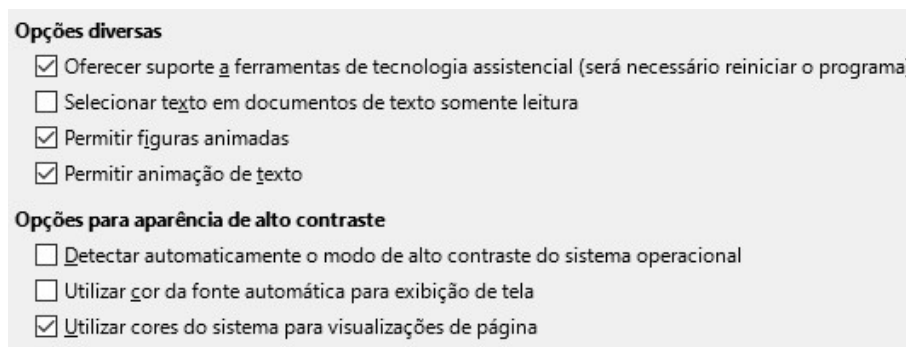 Opções diversas
Oferecer suporte a ferramentas de tecnologia assistencial (será necessário reiniciar o programa)
Selecionar texto em documentos de texto somente leitura
Permitir figuras animadas
Permitir animação de texto
Opções para aparência de alto contraste
Detectar automaticamente o modo de alto contraste do sistema operacional
Utilizar cor da fonte automática para exibição de tela
Utilizar cores do sistema para visualizações de página